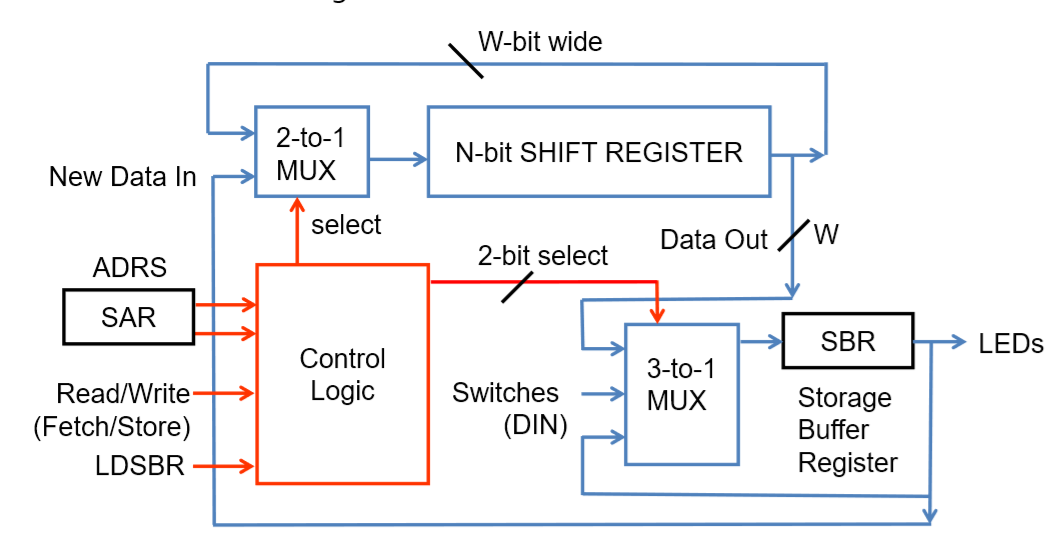 W-bit wide
2-to-1
MUX
N-bit SHIFT REGISTER
New Data In
select
Data Out
W
2-bit select
ADRS
SAR
Control
Logic
3-to-1
MUX
SBR
LEDs
Read/Write
(Fetch/Store)
Switches
(DIN)
Storage
Buffer
Register
LDSBR